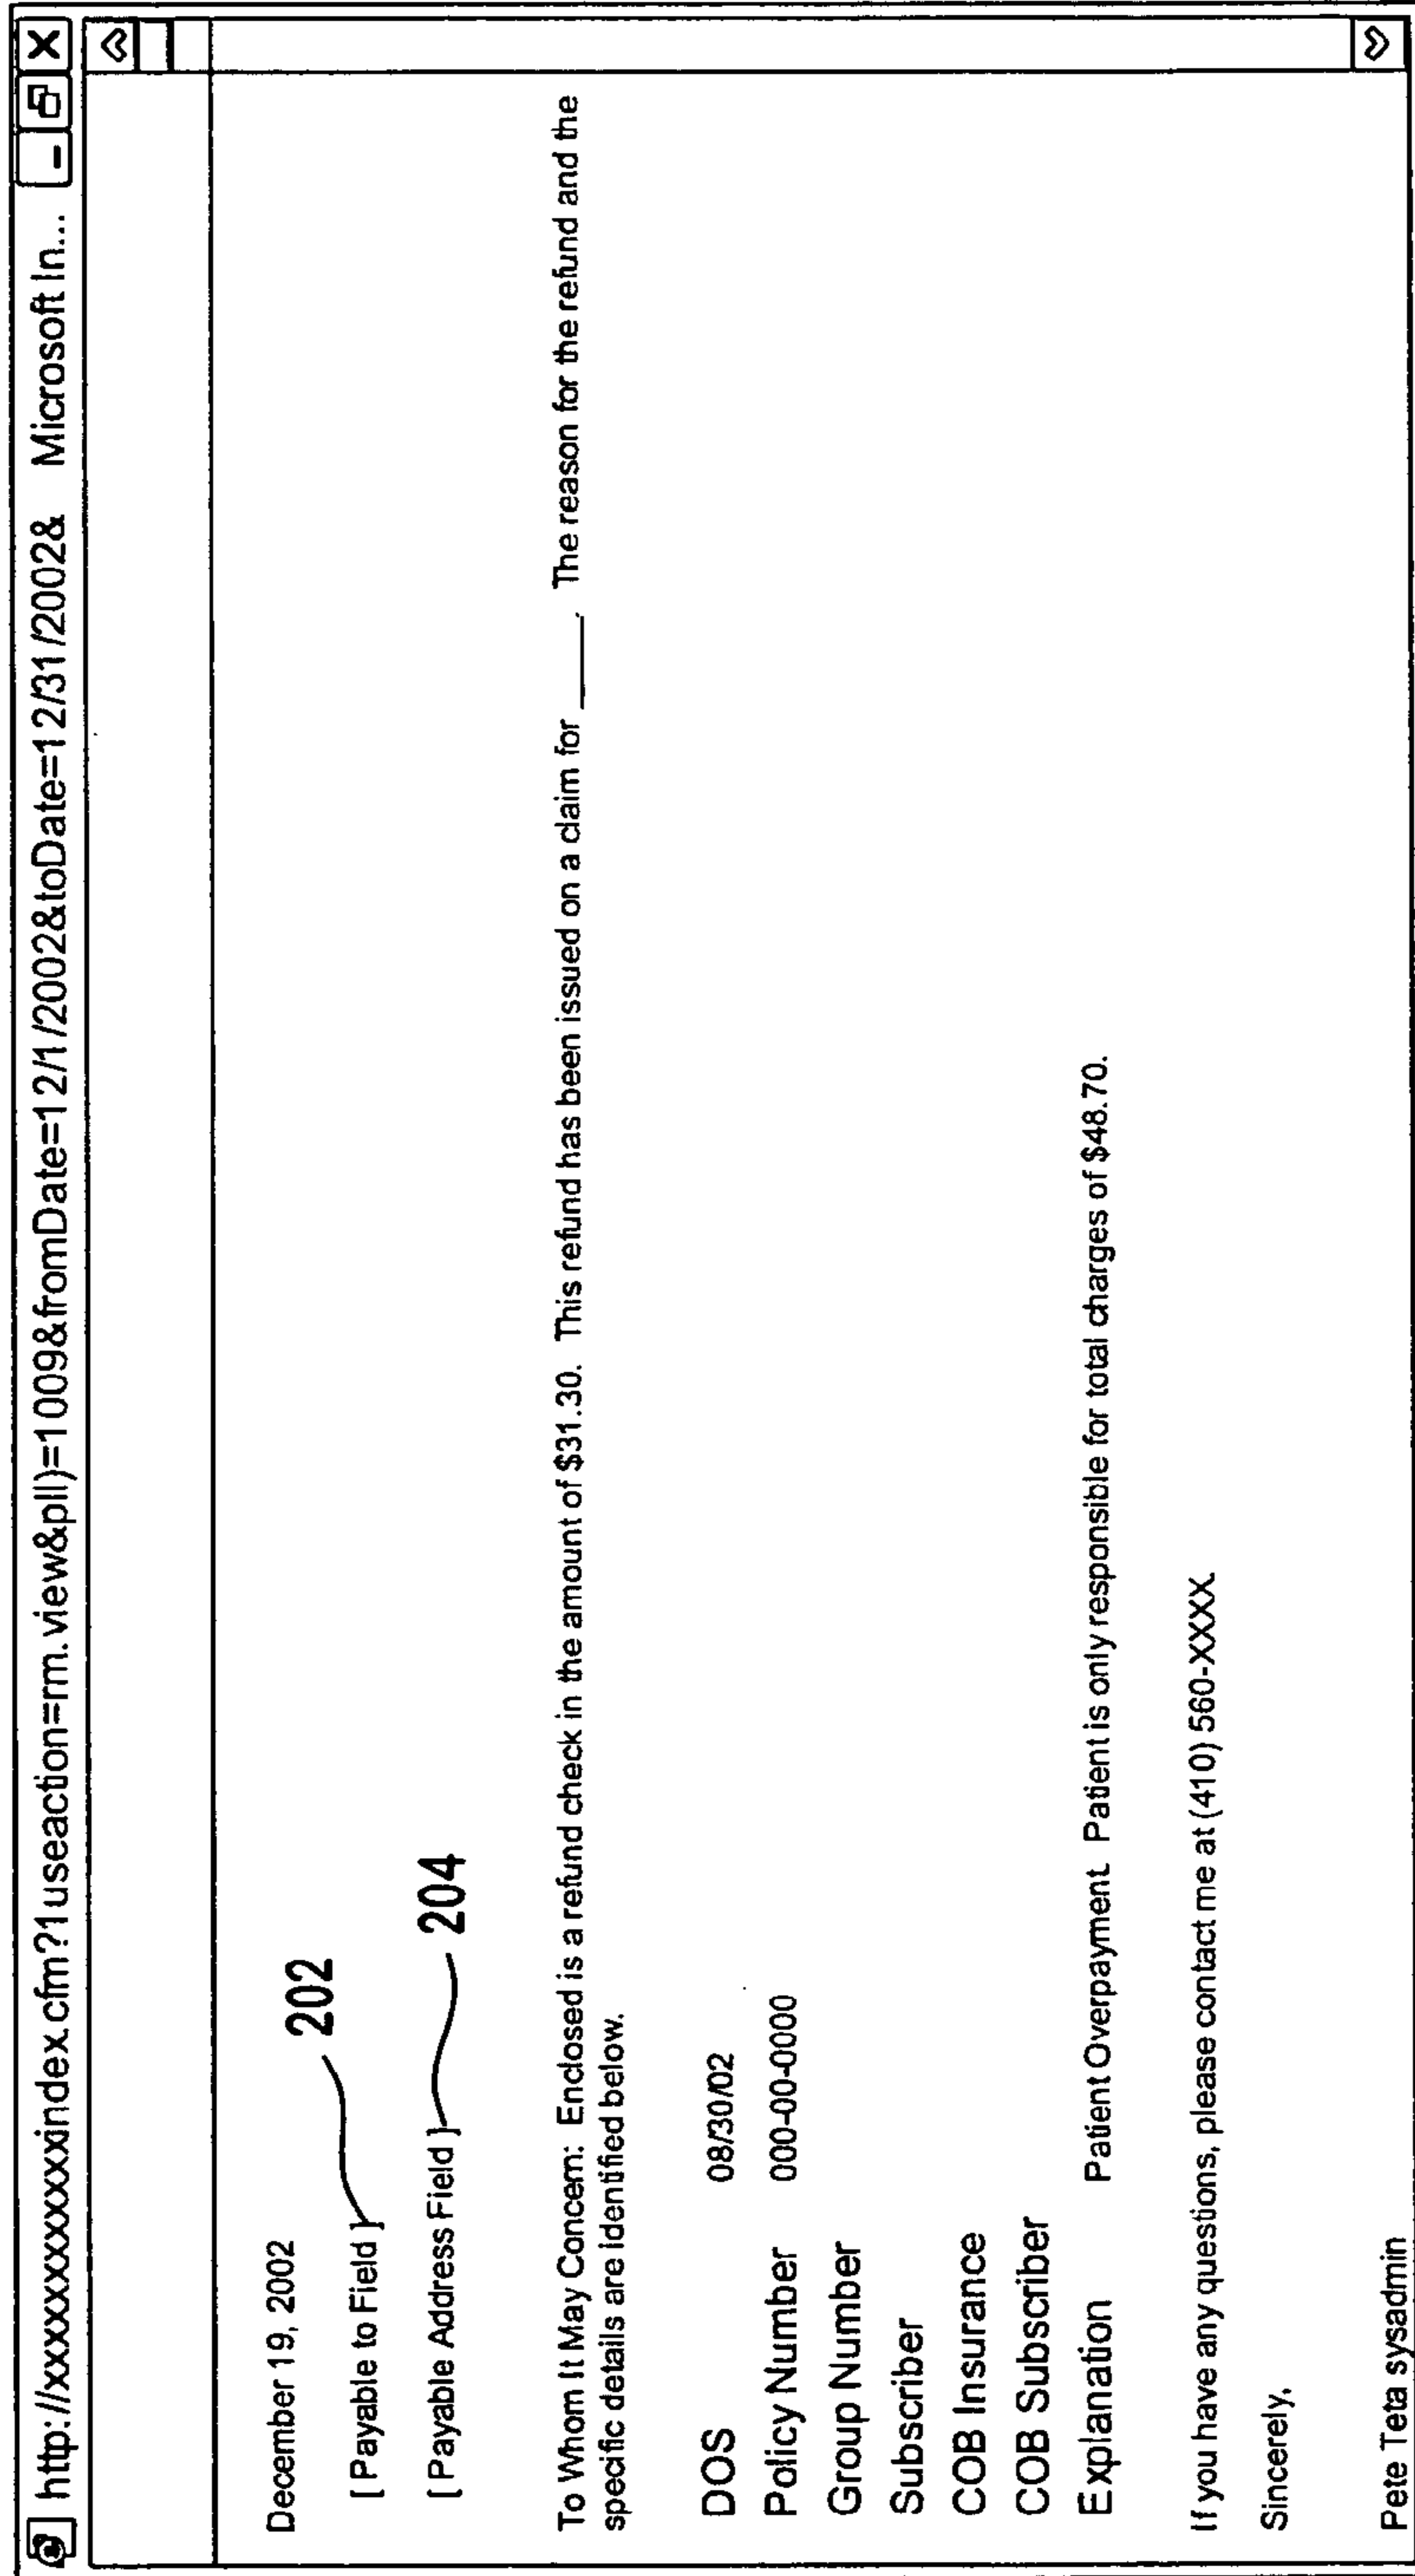 http://xxxxxxxxxxxxindex.cfm?1useaction=rm.view&pll)=1009&fromDate=12/1/2002&toDate=12/31/2002& Microsoft In...
December 19, 2002
202
[ Payable to Field ]
204
[ Payable Address Field ]
To Whom It May Concern: Enclosed is a refund check in the amount of $31.30. This refund has been issued on a claim for ____. The reason for the refund and the
specific details are identified below.
DOS 08/30/02
Policy Number 000-00-0000
Group Number
Subscriber
COB Insurance
COB Subscriber
Explanation Patient Overpayment. Patient is only responsible for total charges of $48.70.
If you have any questions, please contact me at (410) 560-XXXX.
Sincerely,
Pete Teta sysadmin